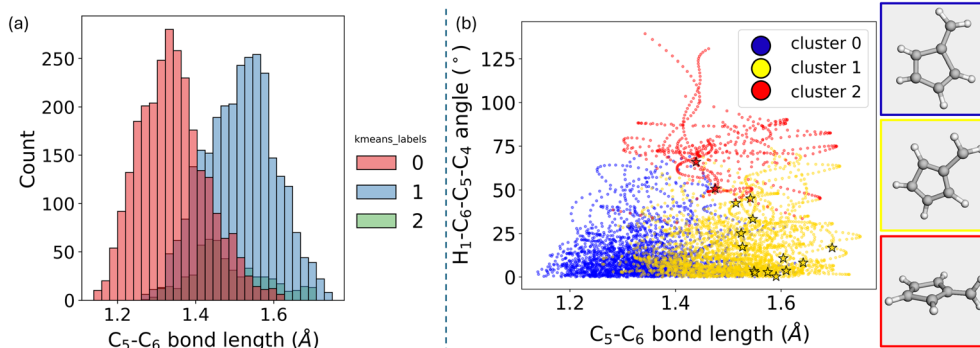 (a)
250
200
150
100
50
0
Count
1.2
1.4
1.6
C₅-C₆ bond length (Å)
kmeans_labels
0
1
2
(b)
125
100
75
50
25
0
H₁-C₆-C₅-C₄ angle (°)
1.2
1.4
1.6
C₅-C₆ bond length (Å)
cluster 0
cluster 1
cluster 2